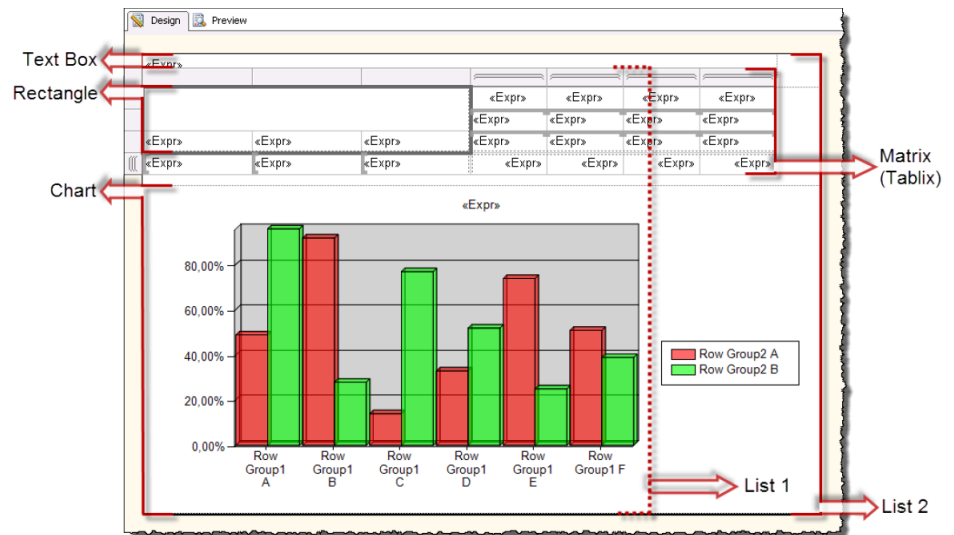 Design Preview
Text Box
«Expr»
Rectangle
«Expr» «Expr» «Expr» «Expr»
«Expr» «Expr» «Expr» «Expr»
«Expr» «Expr» «Expr» «Expr» «Expr» «Expr» «Expr»
«Expr» «Expr» «Expr» «Expr» «Expr» «Expr» «Expr»
Matrix
(Tablix)
Chart
«Expr»
80,00%
60,00%
40,00%
20,00%
0,00%
Row Group1 A
Row Group1 B
Row Group1 C
Row Group1 D
Row Group1 E
Row Group1 F
Row Group2 A
Row Group2 B
List 1
List 2